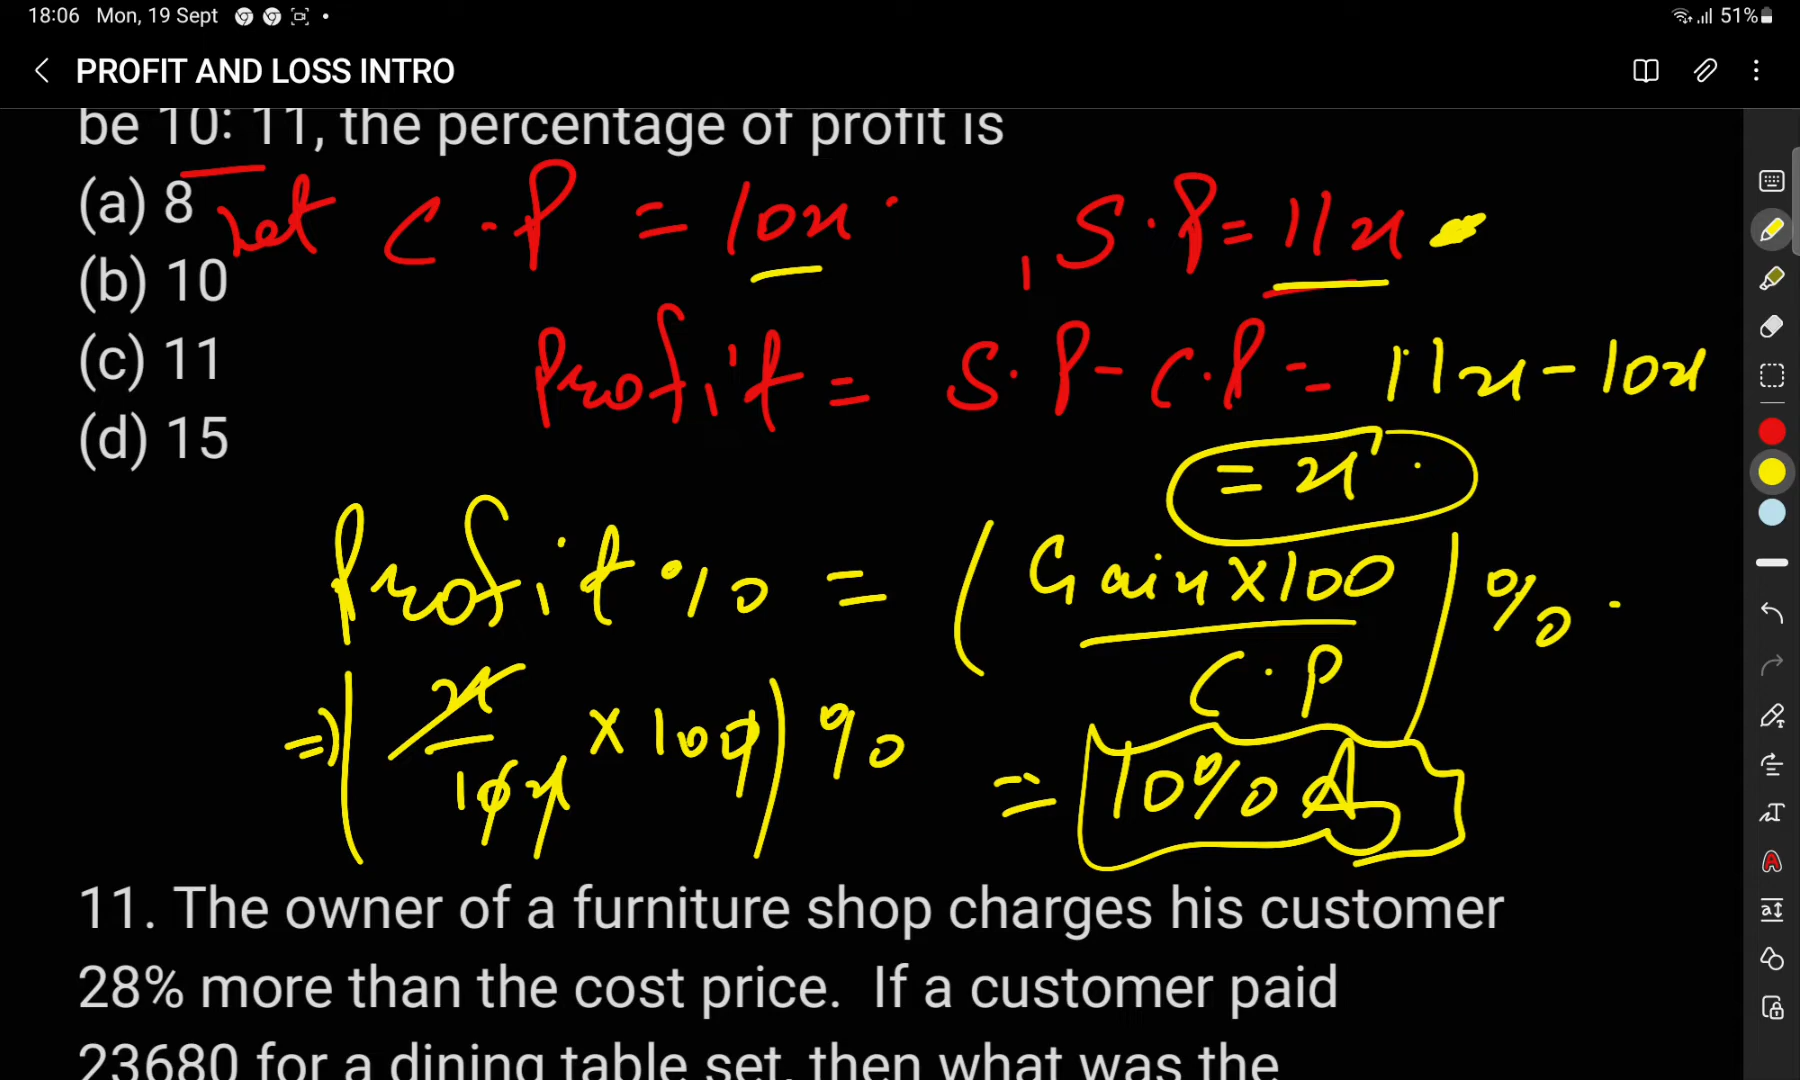 18:06 Mon, 19 Sept 51%
PROFIT AND LOSS INTRO
be 10: 11, the percentage of profit is
(a) 8
Let C.P = 10x , S.P = 11x
(b) 10
(c) 11
Profit = S.P - C.P = 11x - 10x
(d) 15
= x
Profit % = (Gain x 100 / C.P) %
=> (x / 10x x 100) % = 10% A
11. The owner of a furniture shop charges his customer
28% more than the cost price. If a customer paid
23680 for a dining table set, then what was the